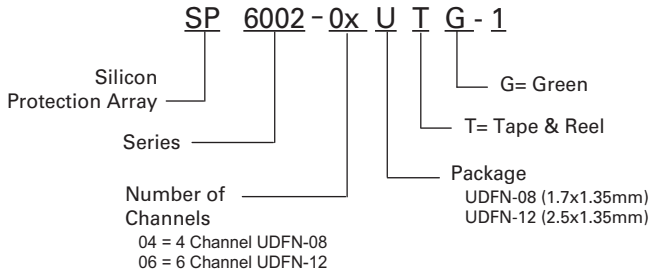 SP 6002-0x U T G - 1
Silicon
Protection Array
Series
Number of
Channels
04 = 4 Channel UDFN-08
06 = 6 Channel UDFN-12
G= Green
T= Tape & Reel
Package
UDFN-08 (1.7x1.35mm)
UDFN-12 (2.5x1.35mm)